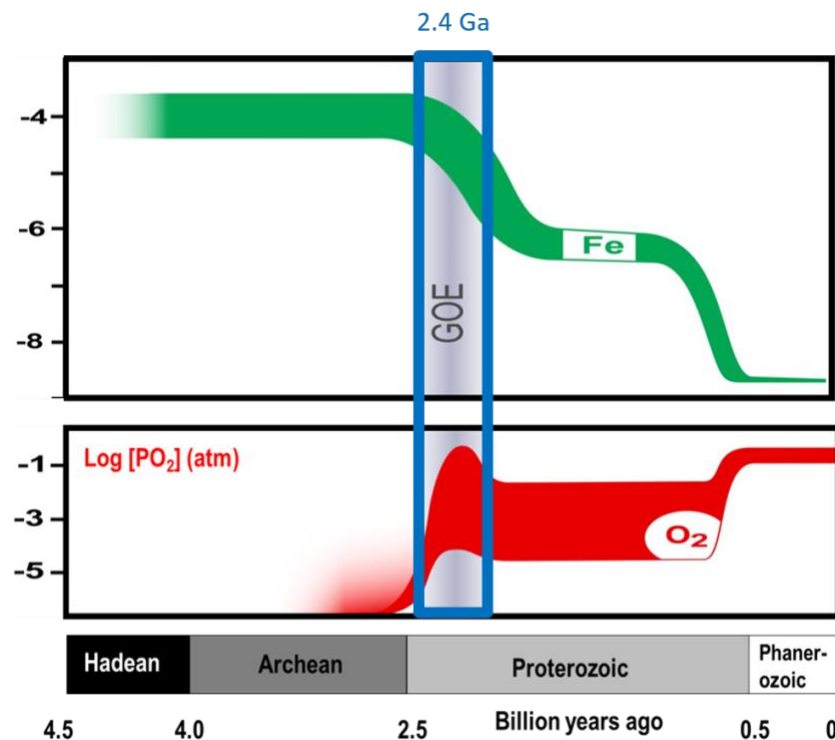 2.4 Ga
-4
-6
-8
Fe
GOE
Log [PO₂] (atm)
-1
-3
-5
O₂
Hadean
Archean
Proterozoic
Phaner-
ozoic
4.5 4.0 2.5 Billion years ago 0.5 0